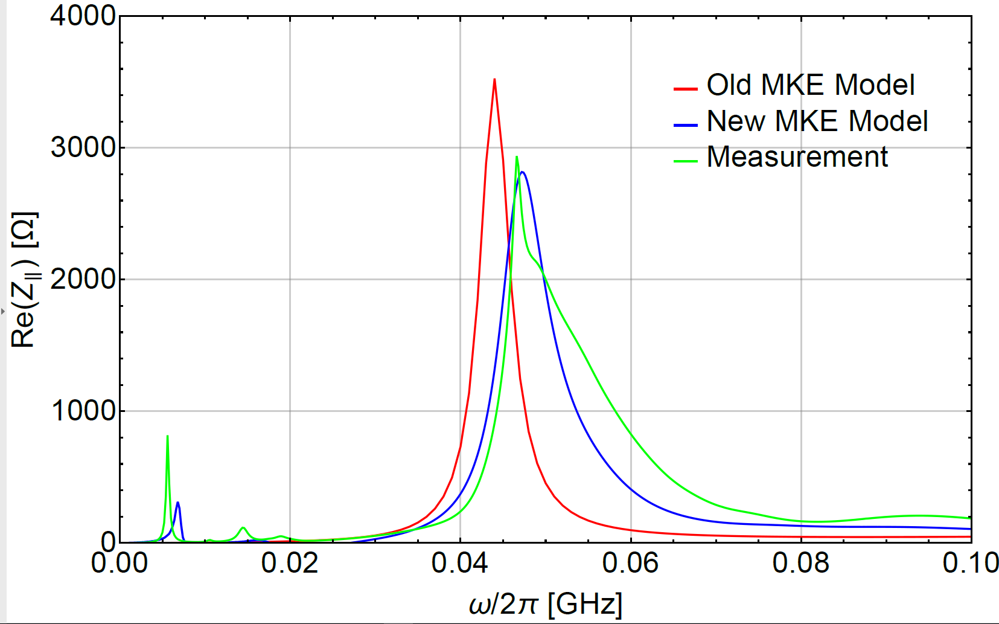 4000
3000
2000
1000
0
Re(Z||) [Ω]
Old MKE Model
New MKE Model
Measurement
0.00 0.02 0.04 0.06 0.08 0.10
ω/2π [GHz]